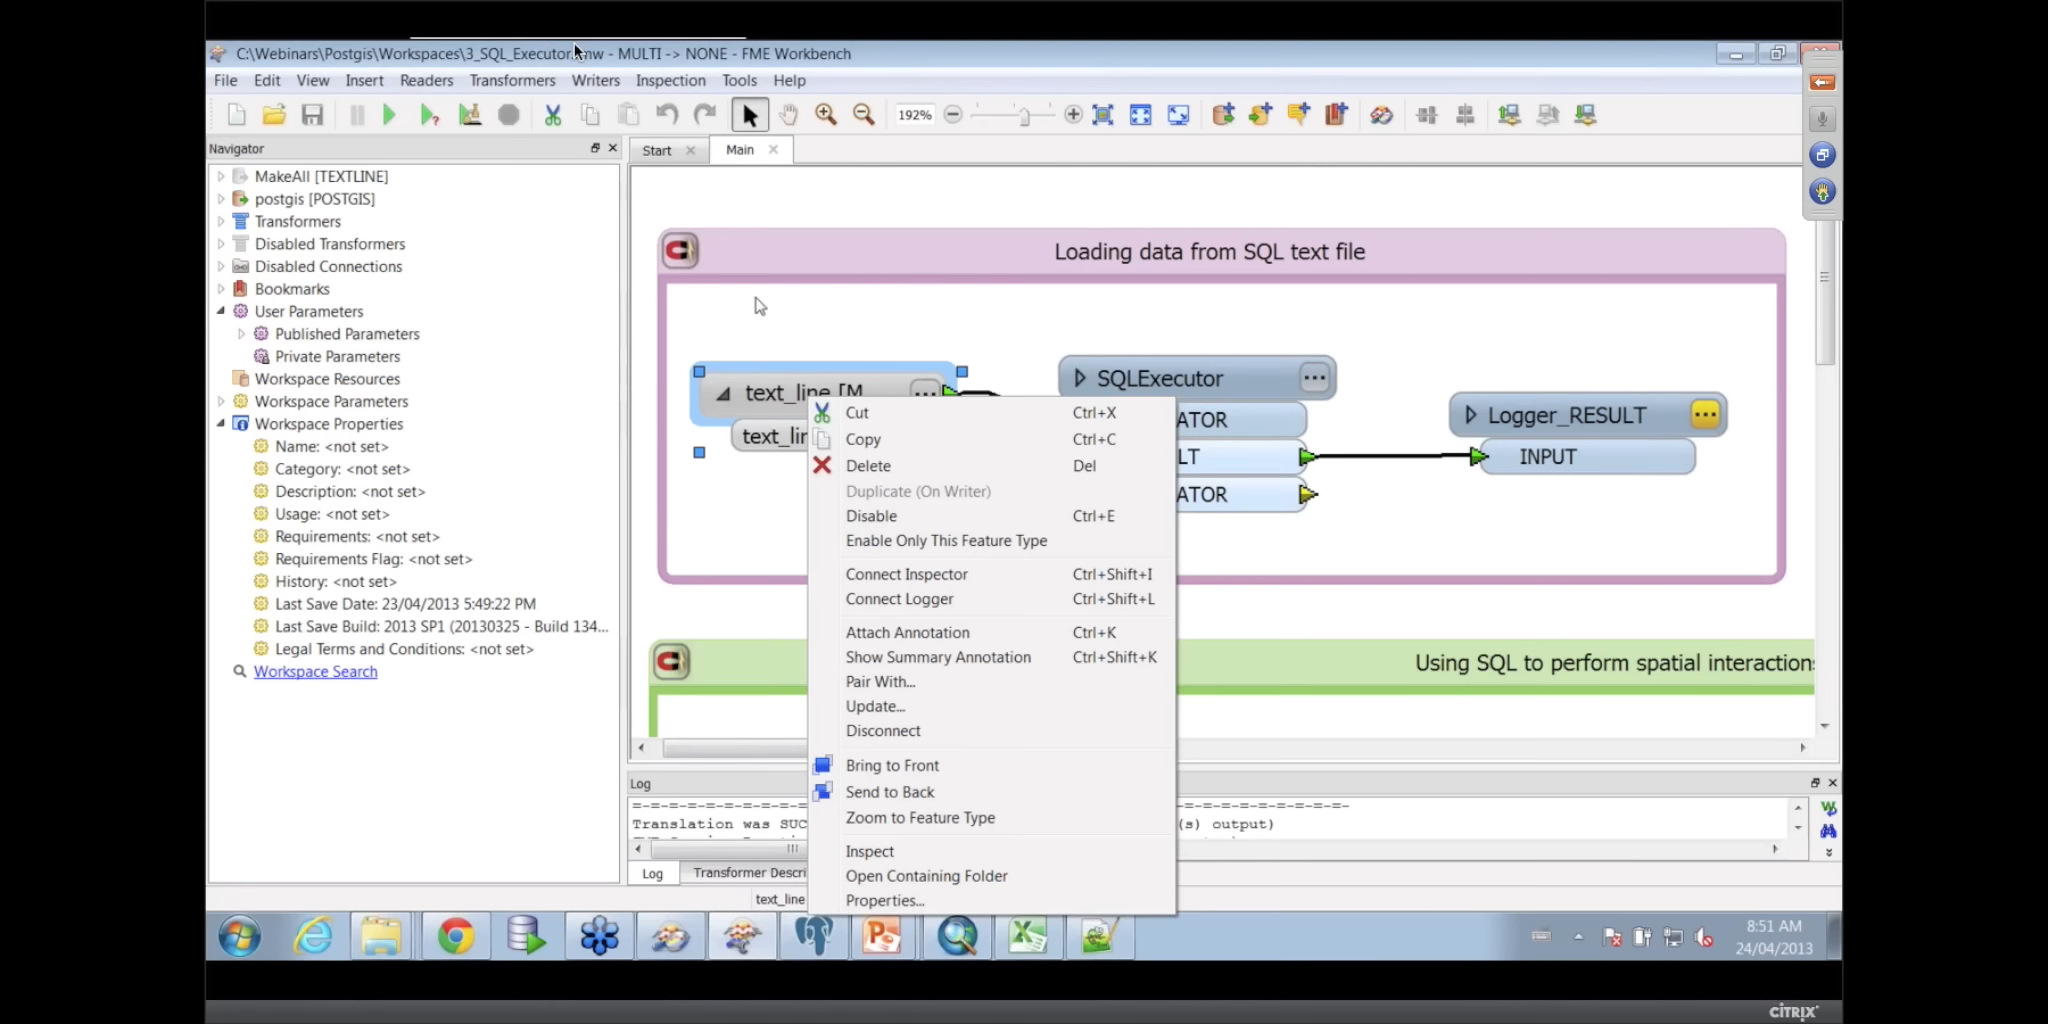 C:\Webinars\Postgis\Workspaces\3_SQL_Executor.fmw - MULTI -> NONE - FME Workbench
File Edit View Insert Readers Transformers Writers Inspection Tools Help
192%
Navigator
Start
Main
MakeAll [TEXTLINE]
postgis [POSTGIS]
Transformers
Disabled Transformers
Disabled Connections
Bookmarks
User Parameters
Published Parameters
Private Parameters
Workspace Resources
Workspace Parameters
Workspace Properties
Name: <not set>
Category: <not set>
Description: <not set>
Usage: <not set>
Requirements: <not set>
Requirements Flag: <not set>
History: <not set>
Last Save Date: 23/04/2013 5:49:22 PM
Last Save Build: 2013 SP1 (20130325 - Build 134...
Legal Terms and Conditions: <not set>
Workspace Search
Loading data from SQL text file
text_line [M
text_lin
SQLExecutor
ATOR
LT
ATOR
Logger_RESULT
INPUT
Cut Ctrl+X
Copy Ctrl+C
Delete Del
Duplicate (On Writer)
Disable Ctrl+E
Enable Only This Feature Type
Connect Inspector Ctrl+Shift+I
Connect Logger Ctrl+Shift+L
Attach Annotation Ctrl+K
Show Summary Annotation Ctrl+Shift+K
Pair With...
Update...
Disconnect
Bring to Front
Send to Back
Zoom to Feature Type
Inspect
Open Containing Folder
Properties...
Using SQL to perform spatial interactions
Log
=-=-=-=-=-=-=-=-=-=-=- -=-=-=-=-=-=-=-=-=-=-=-
Translation was SUC (s) output)
Log
Transformer Descri
text_line
8:51 AM
24/04/2013
CITRIX